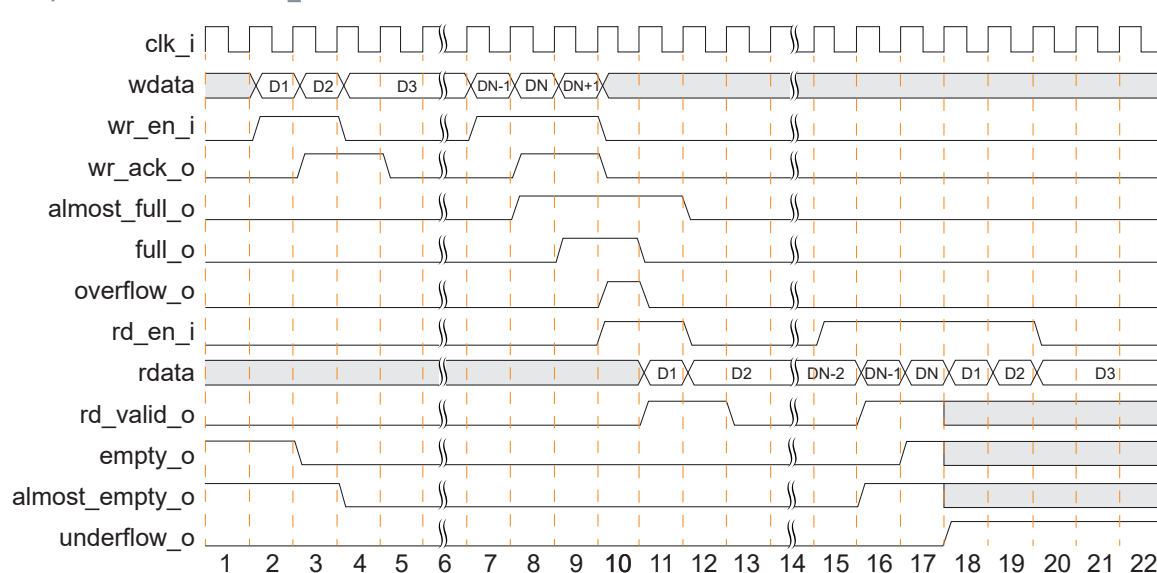 clk_i
wdata D1 D2 D3 DN-1 DN DN+1
wr_en_i
wr_ack_o
almost_full_o
full_o
overflow_o
rd_en_i
rdata D1 D2 DN-2 DN-1 DN D1 D2 D3
rd_valid_o
empty_o
almost_empty_o
underflow_o
1 2 3 4 5 6 7 8 9 10 11 12 13 14 15 16 17 18 19 20 21 22